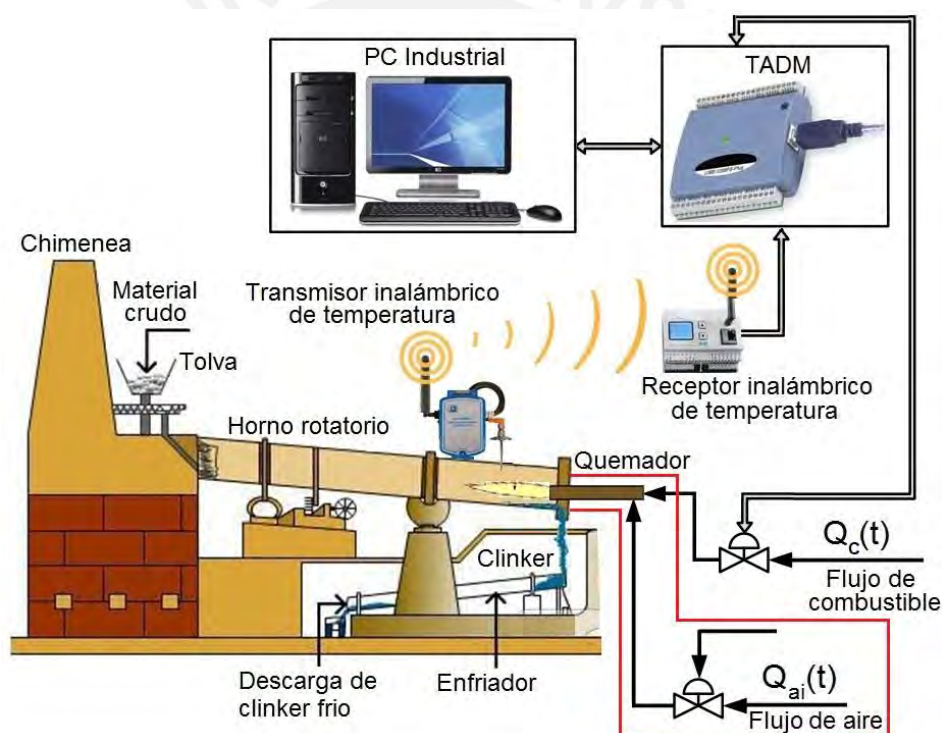 PC Industrial
TADM
Chimenea
Material
crudo
Tolva
Transmisor inalámbrico
de temperatura
Receptor inalámbrico
de temperatura
Horno rotatorio
Quemador
Qc(t)
Flujo de
combustible
Clinker
Descarga de
clinker frio
Enfriador
Qai(t)
Flujo de aire